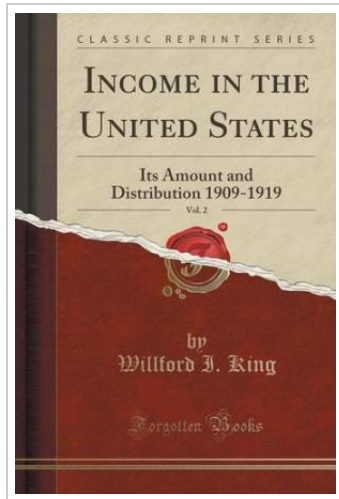 CLASSIC REPRINT SERIES
INCOME IN THE
UNITED STATES
Its Amount and
Distribution 1909-1919
Vol. 2
by
Willford I. King
Forgotten Books